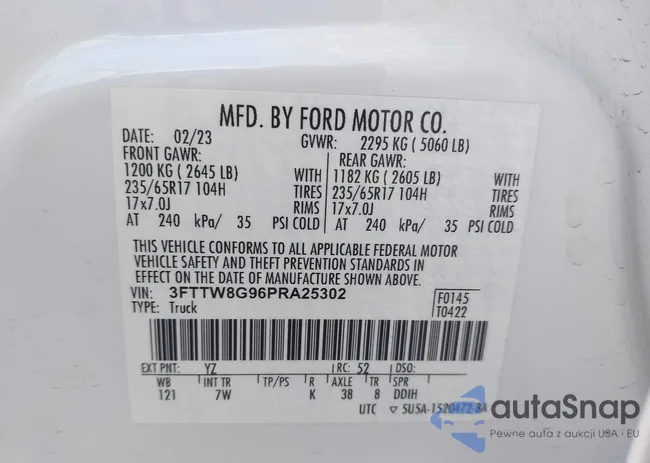 MFD. BY FORD MOTOR CO.
DATE: 02/23 GVWR: 2295 KG ( 5060 LB)
FRONT GAWR: REAR GAWR:
1200 KG ( 2645 LB) WITH 1182 KG ( 2605 LB) WITH
235/65R17 104H TIRES 235/65R17 104H TIRES
17x7.0J RIMS 17x7.0J RIMS
AT 240 kPa/ 35 PSI COLD AT 240 kPa/ 35 PSI COLD
THIS VEHICLE CONFORMS TO ALL APPLICABLE FEDERAL MOTOR
VEHICLE SAFETY AND THEFT PREVENTION STANDARDS IN
EFFECT ON THE DATE OF MANUFACTURE SHOWN ABOVE.
VIN: 3FTTW8G96PRA25302 F0145
TYPE: Truck T0422
EXT PNT: YZ RC: 52 DSO:
WB INT TR TP/PS R AXLE TR SPR
121 7W K 38 8 DDIH
UTC ▽ 5U5A-1520472-BA
autaSnap
Pewne auta z aukcji USA i EU